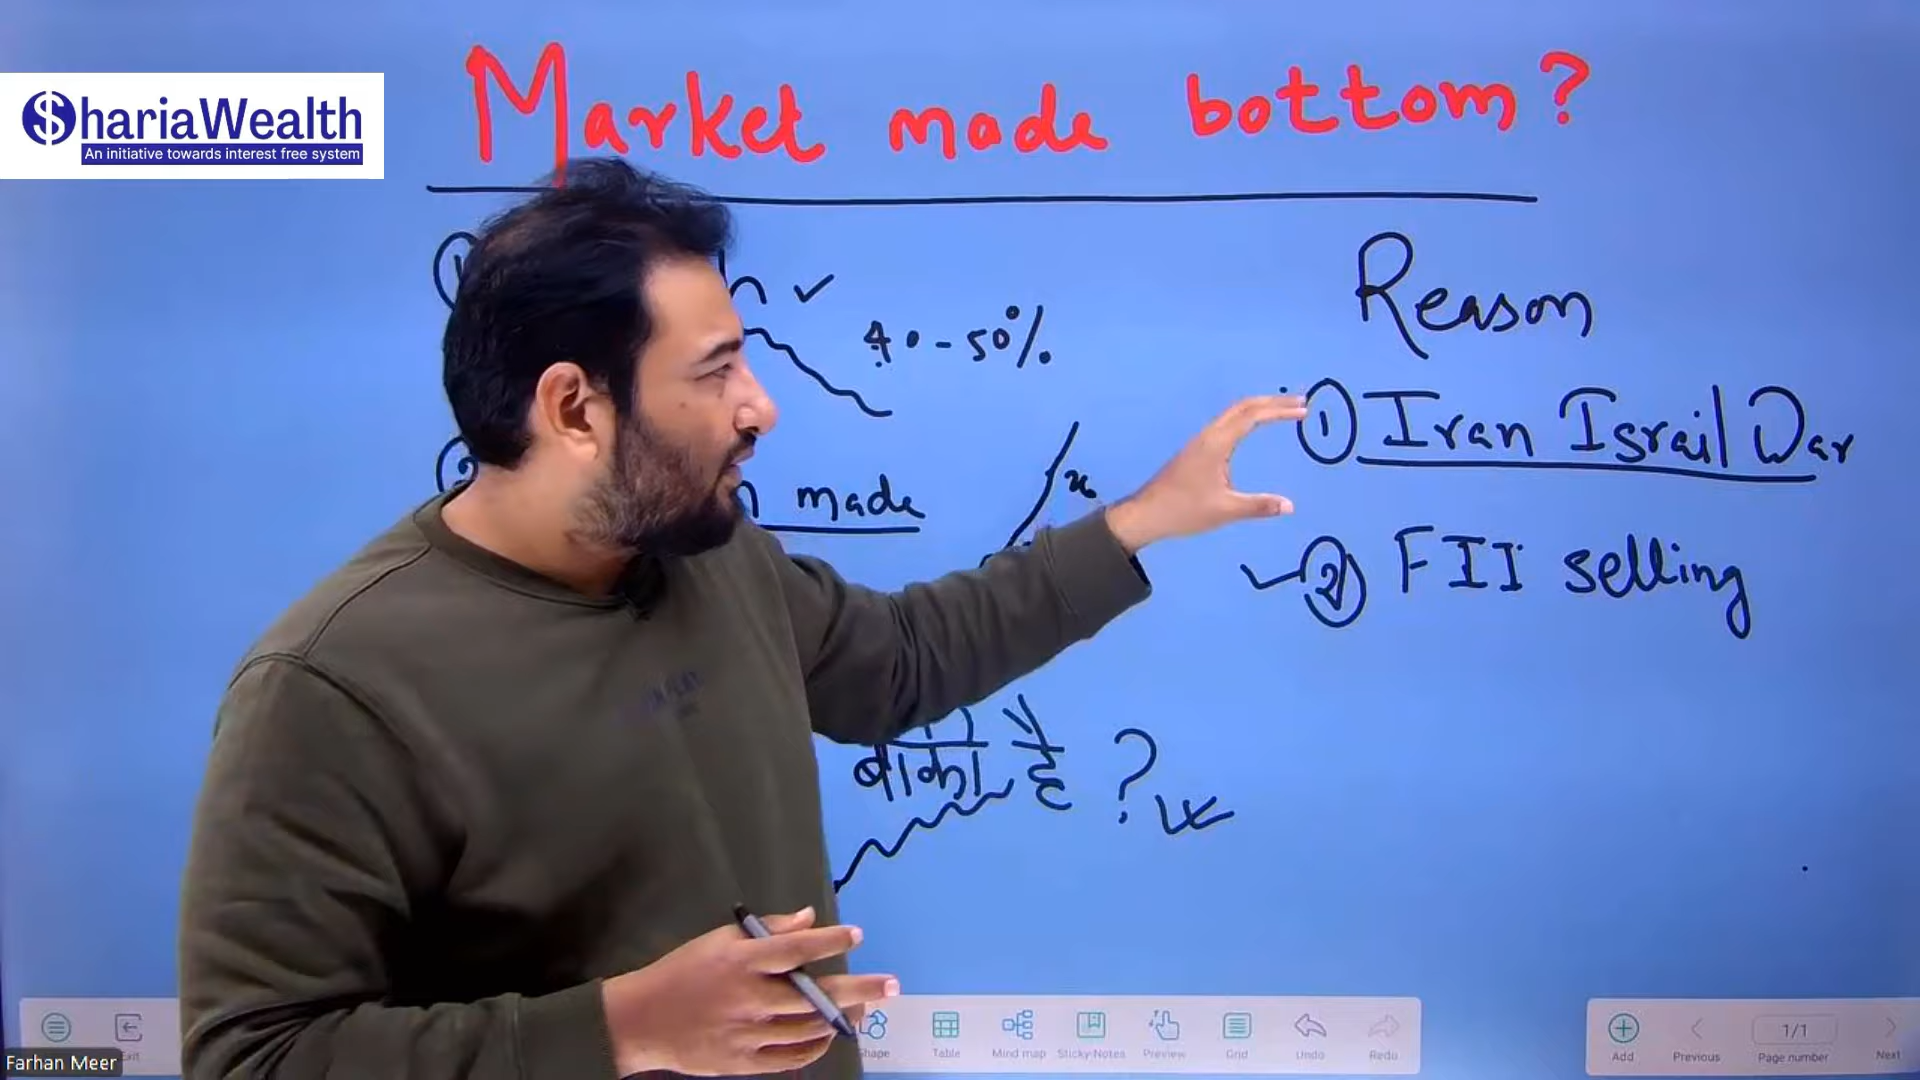 Market made bottom?
ShariaWealth
An initiative towards interest free system
1
✓
40-50%
Reason
1 Iran Israil War
made
2 FII selling
बाकी है ?
Farhan Meer
Exit
Shape
Table
Mind map
Sticky-Notes
Preview
Grid
Undo
Redo
Add
Previous
1/1
Page number
Next